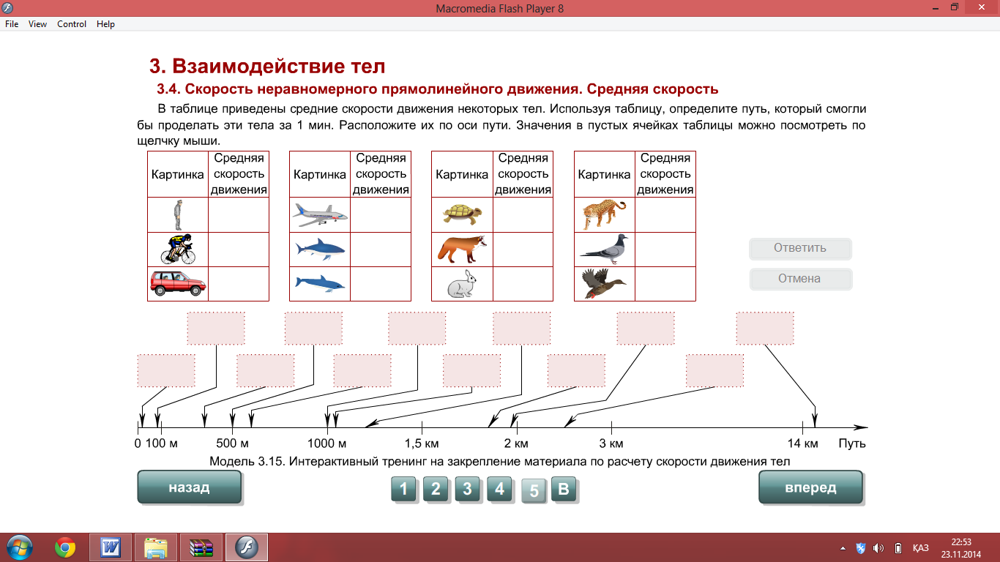 Macromedia Flash Player 8
File View Control Help
3. Взаимодействие тел
3.4. Скорость неравномерного прямолинейного движения. Средняя скорость
В таблице приведены средние скорости движения некоторых тел. Используя таблицу, определите путь, который смогли
бы проделать эти тела за 1 мин. Расположите их по оси пути. Значения в пустых ячейках таблицы можно посмотреть по
щелчку мыши.
Картинка
Средняя
скорость
движения
Картинка
Средняя
скорость
движения
Картинка
Средняя
скорость
движения
Картинка
Средняя
скорость
движения
Ответить
Отмена
0 100 м 500 м 1000 м 1,5 км 2 км 3 км 14 км Путь
Модель 3.15. Интерактивный тренинг на закрепление материала по расчету скорости движения тел
назад 1 2 3 4 5 В вперед
ҚАЗ
22:53
23.11.2014